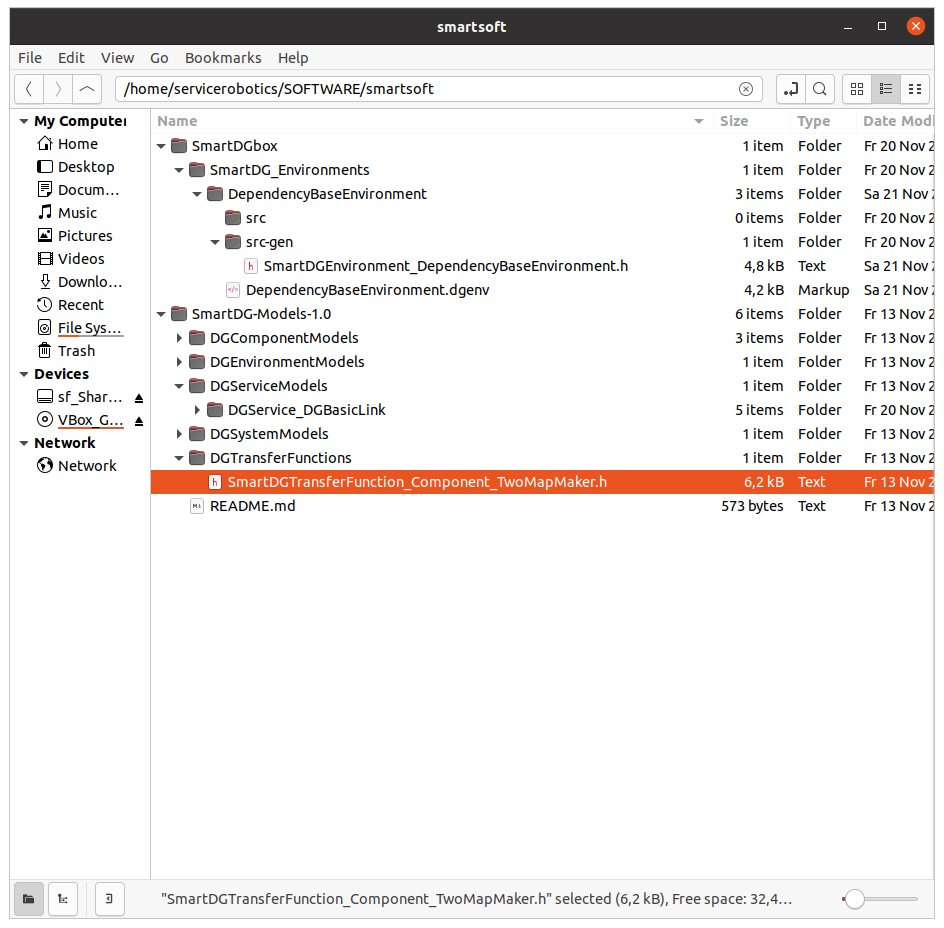 smartsoft
File Edit View Go Bookmarks Help
/home/servicerobotics/SOFTWARE/smartsoft
My Computer
Home
Desktop
Docum...
Music
Pictures
Videos
Downlo...
Recent
File Sys...
Trash
Devices
sf_Shar...
VBox_G...
Network
Network
Name Size Type Date Modi
SmartDGbox 1 item Folder Fr 20 Nov 2
SmartDG_Environments 1 item Folder Fr 20 Nov 2
DependencyBaseEnvironment 3 items Folder Sa 21 Nov 2
src 0 items Folder Fr 20 Nov 2
src-gen 1 item Folder Fr 20 Nov 2
h SmartDGEnvironment_DependencyBaseEnvironment.h 4,8 kB Text Sa 21 Nov 2
</> DependencyBaseEnvironment.dgenv 4,2 kB Markup Sa 21 Nov 2
SmartDG-Models-1.0 6 items Folder Fr 13 Nov 2
DGComponentModels 3 items Folder Fr 13 Nov 2
DGEnvironmentModels 1 item Folder Fr 13 Nov 2
DGServiceModels 1 item Folder Fr 13 Nov 2
DGService_DGBasicLink 5 items Folder Fr 20 Nov 2
DGSystemModels 1 item Folder Fr 13 Nov 2
DGTransferFunctions 1 item Folder Fr 13 Nov 2
h SmartDGTransferFunction_Component_TwoMapMaker.h 6,2 kB Text Fr 13 Nov 2
M↓ README.md 573 bytes Text Fr 13 Nov 2
"SmartDGTransferFunction_Component_TwoMapMaker.h" selected (6,2 kB), Free space: 32,4...